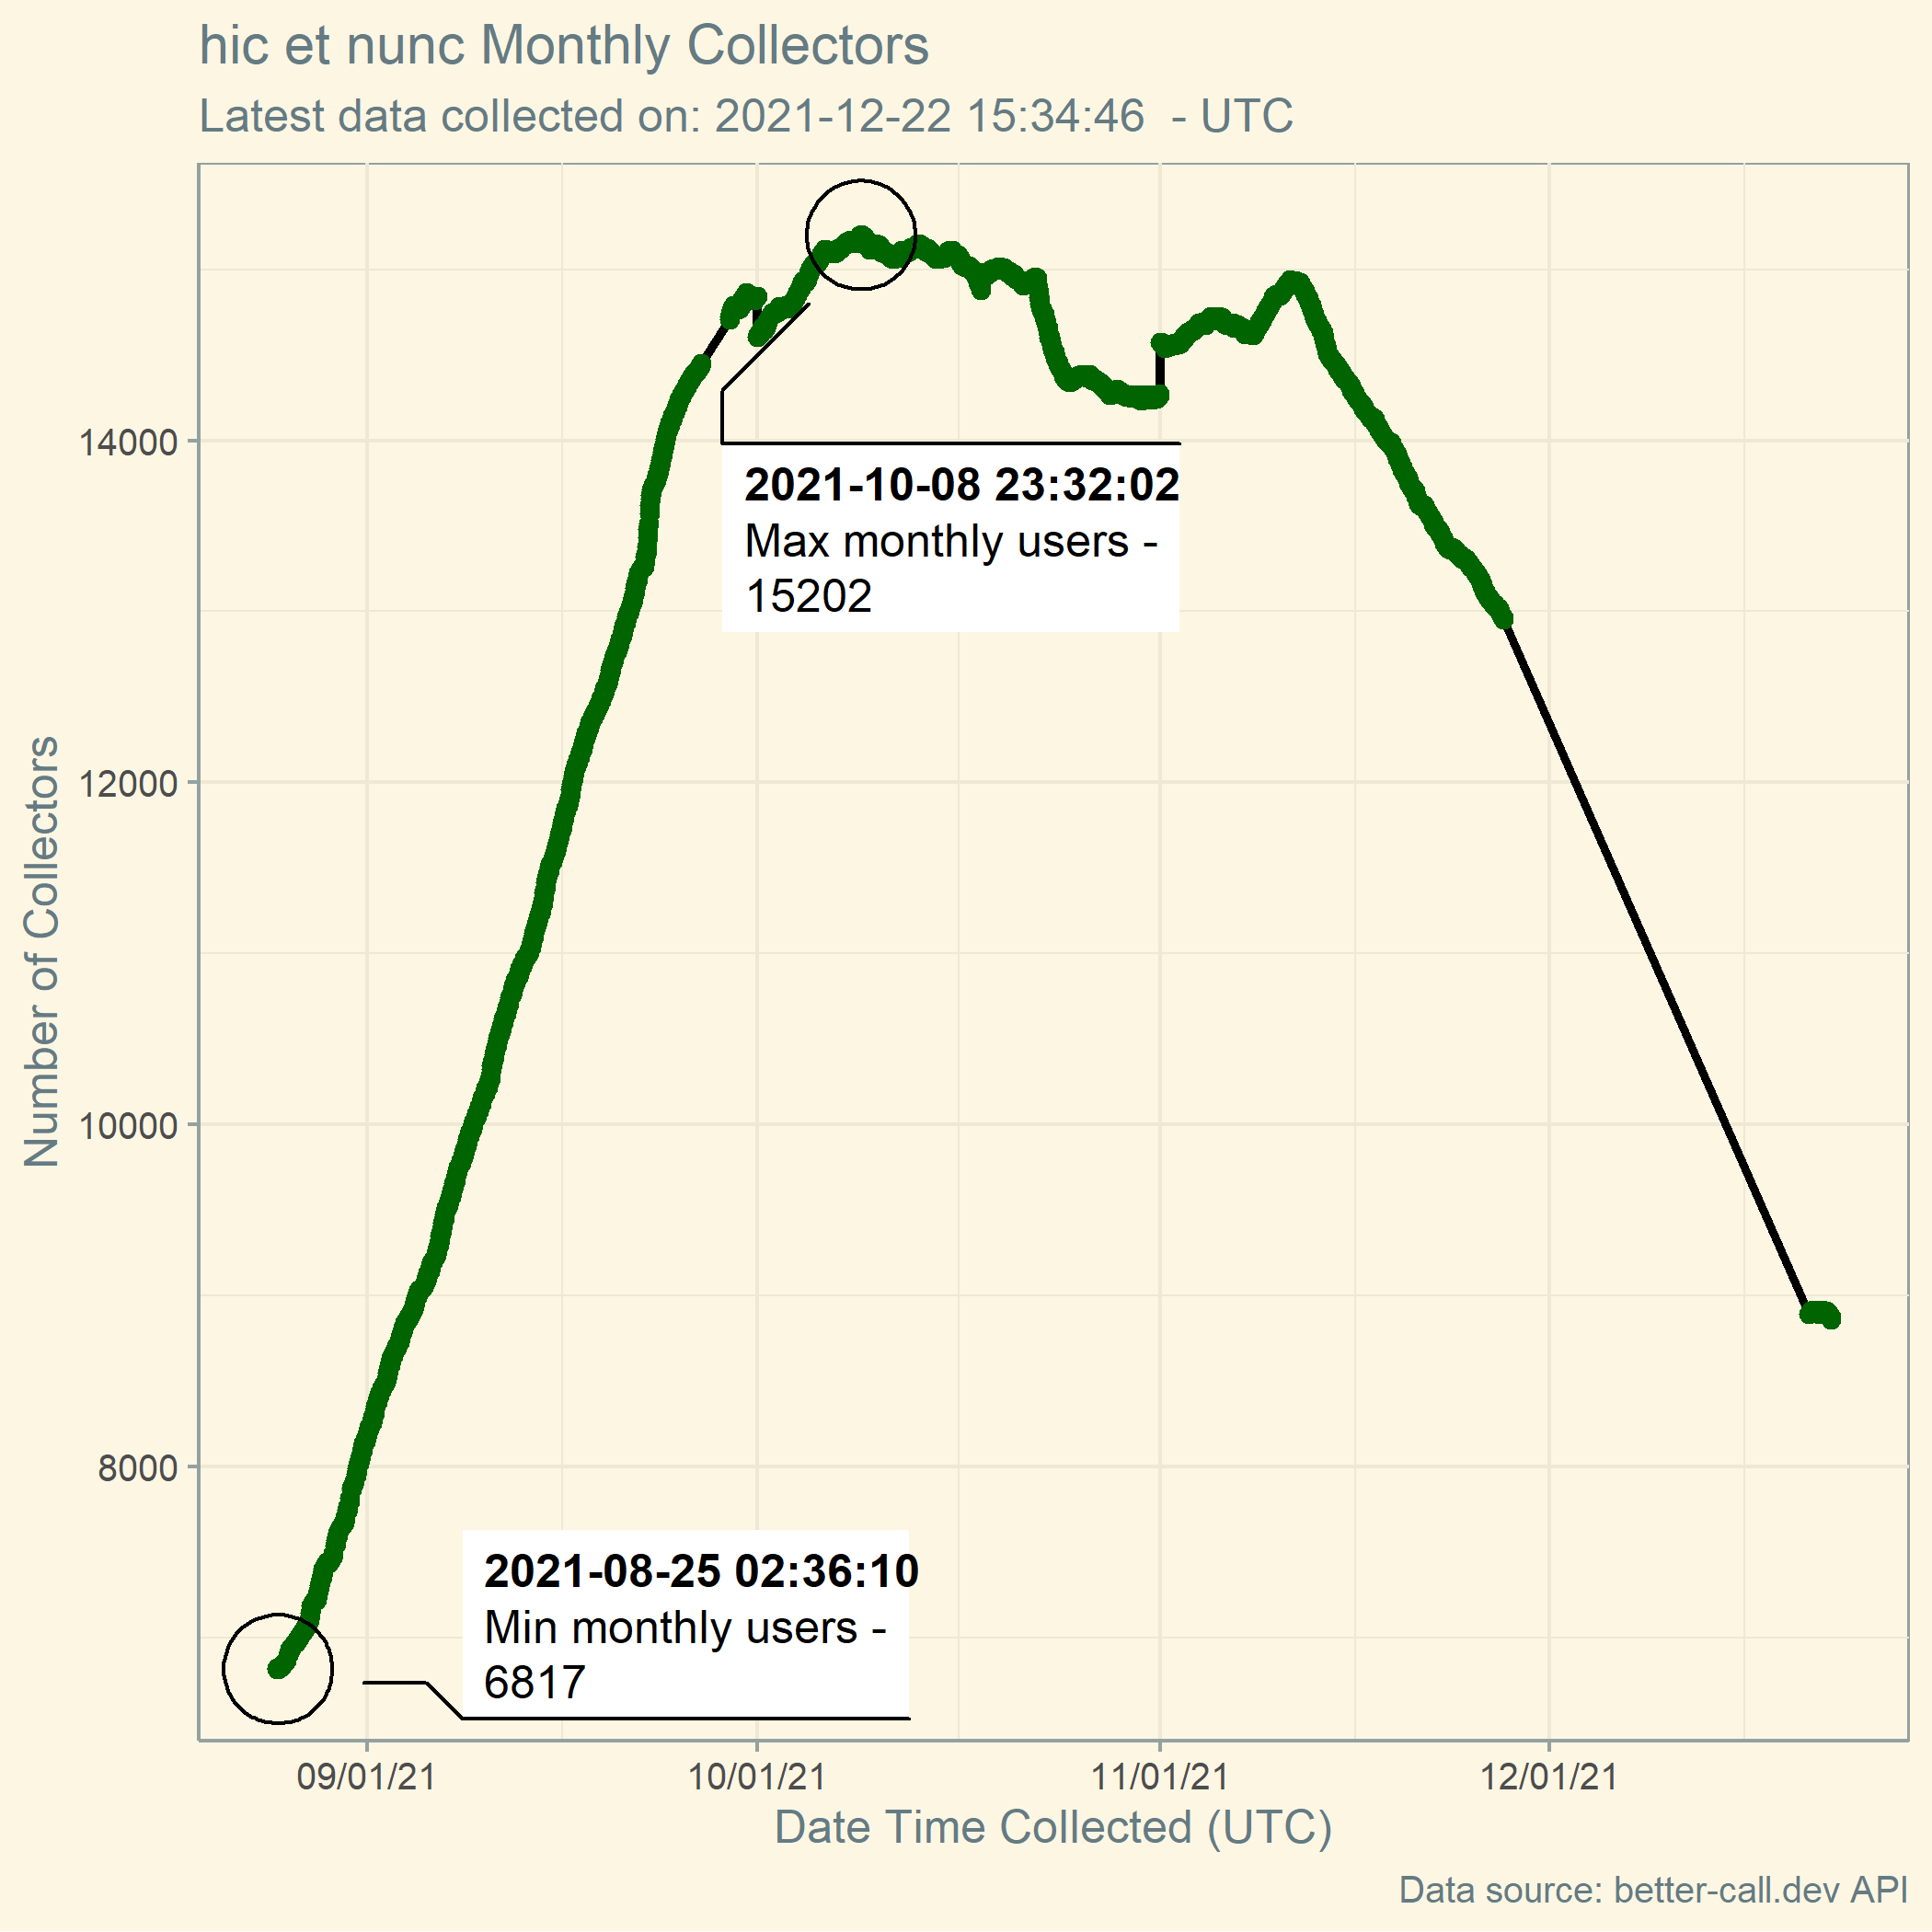 hic et nunc Monthly Collectors
Latest data collected on: 2021-12-22 15:34:46  - UTC
Number of Collectors
14000
12000
10000
8000
2021-10-08 23:32:02
Max monthly users -
15202
2021-08-25 02:36:10
Min monthly users -
6817
09/01/21
10/01/21
11/01/21
12/01/21
Date Time Collected (UTC)
Data source: better-call.dev API